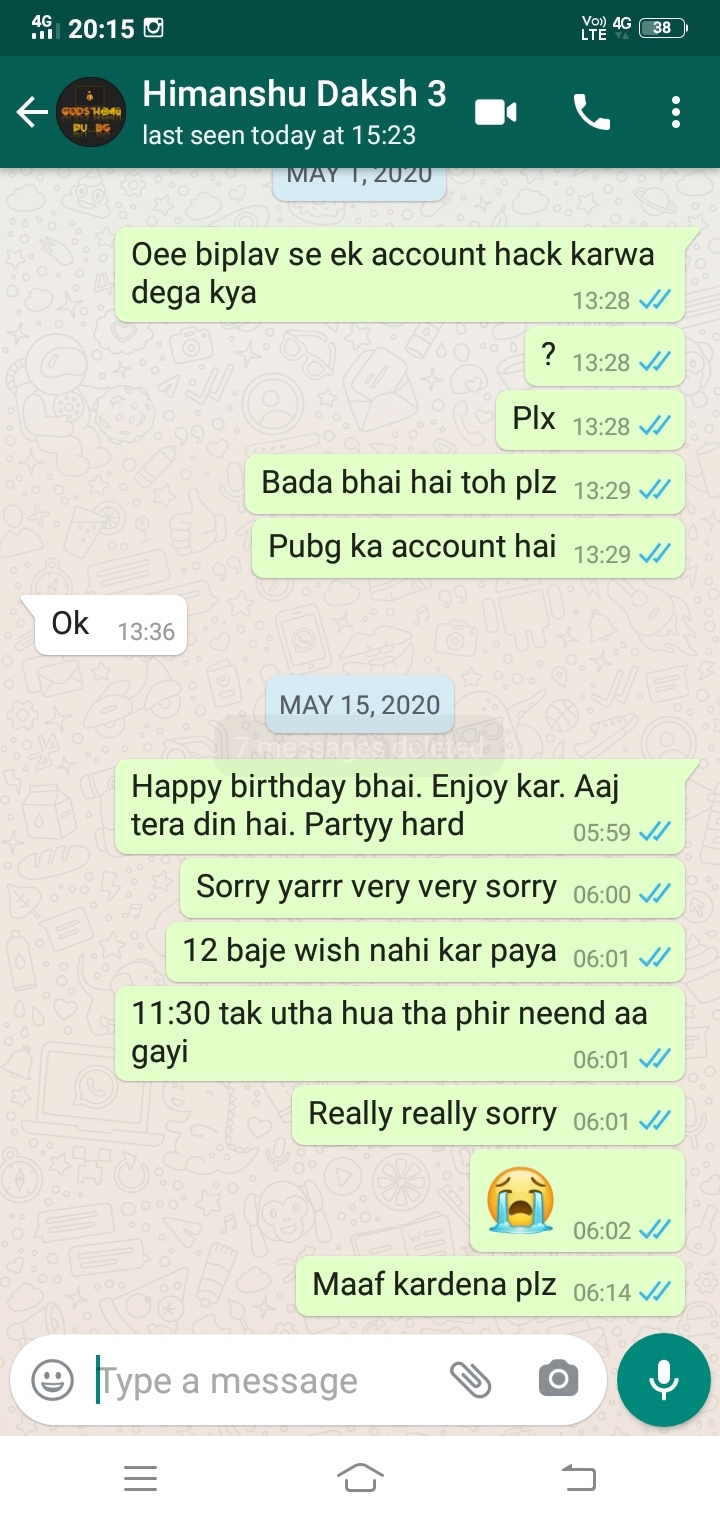 4G 20:15 Vo)) LTE 4G 38
Himanshu Daksh 3
last seen today at 15:23
MAY 1, 2020
Oee biplav se ek account hack karwa
dega kya 13:28
? 13:28
Plx 13:28
Bada bhai hai toh plz 13:29
Pubg ka account hai 13:29
Ok 13:36
MAY 15, 2020
7 messages deleted
Happy birthday bhai. Enjoy kar. Aaj
tera din hai. Partyy hard 05:59
Sorry yarrr very very sorry 06:00
12 baje wish nahi kar paya 06:01
11:30 tak utha hua tha phir neend aa
gayi 06:01
Really really sorry 06:01
06:02
Maaf kardena plz 06:14
Type a message